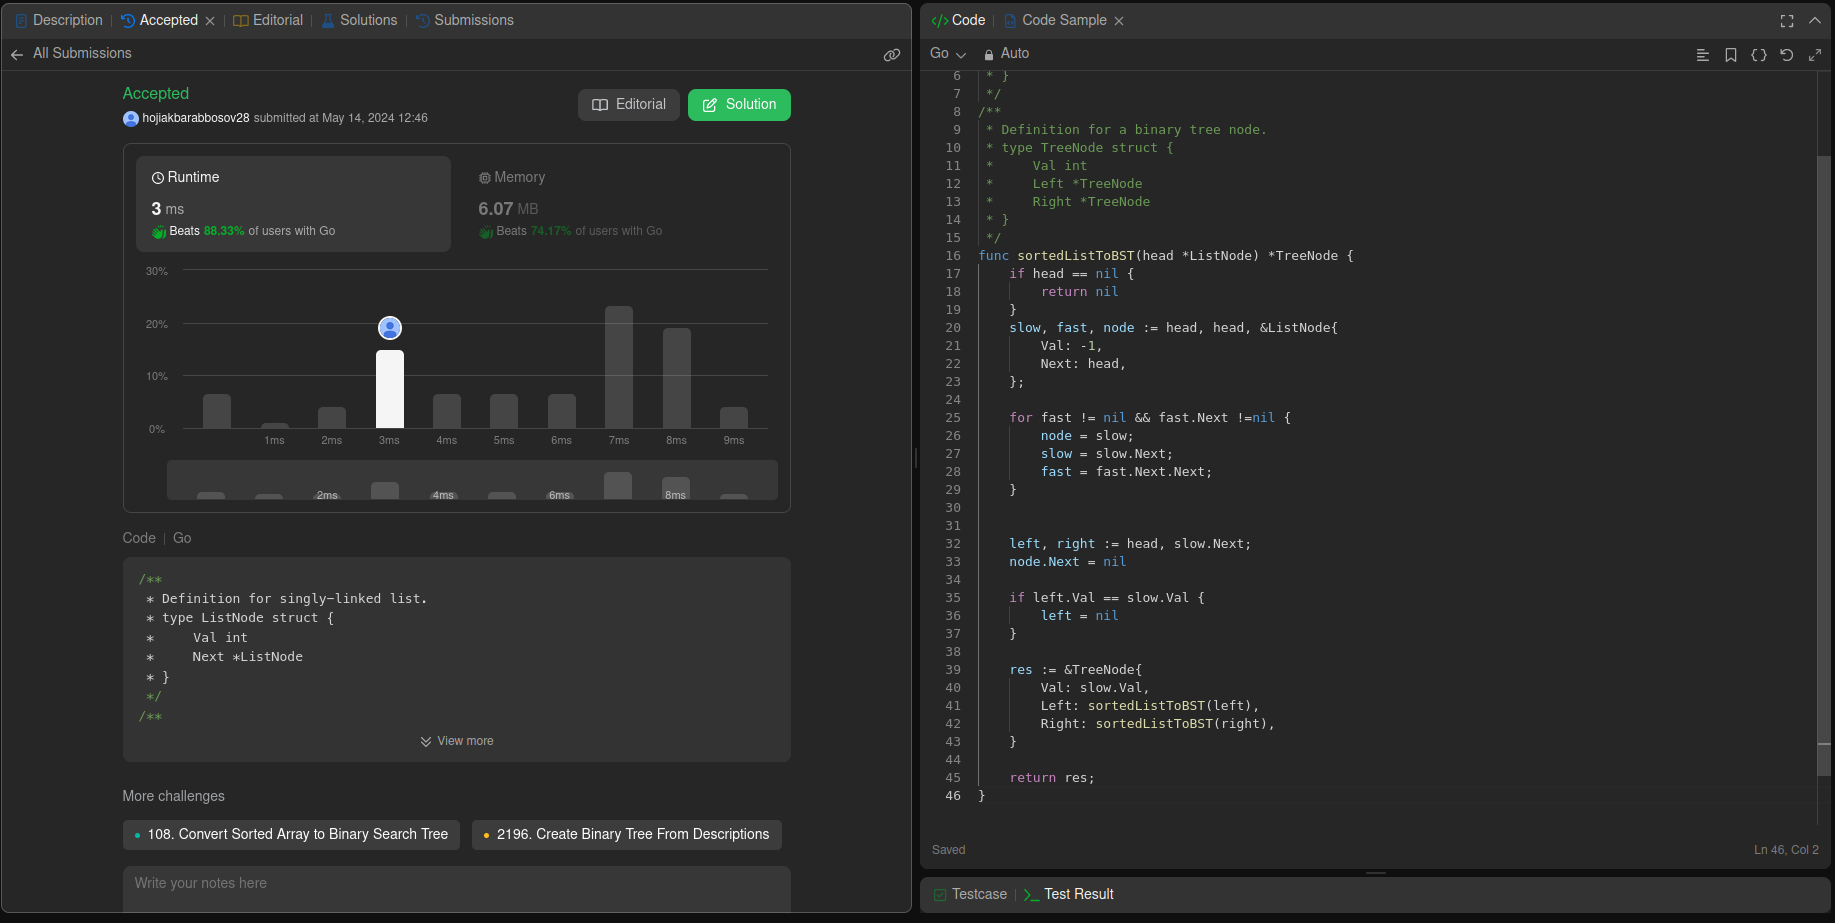 Description | Accepted × | Editorial | Solutions | Submissions
All Submissions
Accepted
hojiakbarabbosov28 submitted at May 14, 2024 12:46
Editorial
Solution
Runtime
3 ms
Beats 88.33% of users with Go
Memory
6.07 MB
Beats 74.17% of users with Go
30%
20%
10%
0%
1ms 2ms 3ms 4ms 5ms 6ms 7ms 8ms 9ms
2ms 4ms 6ms 8ms
Code | Go
/**
 * Definition for singly-linked list.
 * type ListNode struct {
 *     Val int
 *     Next *ListNode
 * }
 */
/**
View more
More challenges
108. Convert Sorted Array to Binary Search Tree
2196. Create Binary Tree From Descriptions
Write your notes here
</> Code | Code Sample ×
Go Auto
6  * }
7  */
8 /**
9  * Definition for a binary tree node.
10  * type TreeNode struct {
11  *     Val int
12  *     Left *TreeNode
13  *     Right *TreeNode
14  * }
15  */
16 func sortedListToBST(head *ListNode) *TreeNode {
17     if head == nil {
18         return nil
19     }
20     slow, fast, node := head, head, &ListNode{
21         Val: -1,
22         Next: head,
23     };
24
25     for fast != nil && fast.Next !=nil {
26         node = slow;
27         slow = slow.Next;
28         fast = fast.Next.Next;
29     }
30
31
32     left, right := head, slow.Next;
33     node.Next = nil
34
35     if left.Val == slow.Val {
36         left = nil
37     }
38
39     res := &TreeNode{
40         Val: slow.Val,
41         Left: sortedListToBST(left),
42         Right: sortedListToBST(right),
43     }
44
45     return res;
46 }
Saved
Ln 46, Col 2
Testcase | Test Result